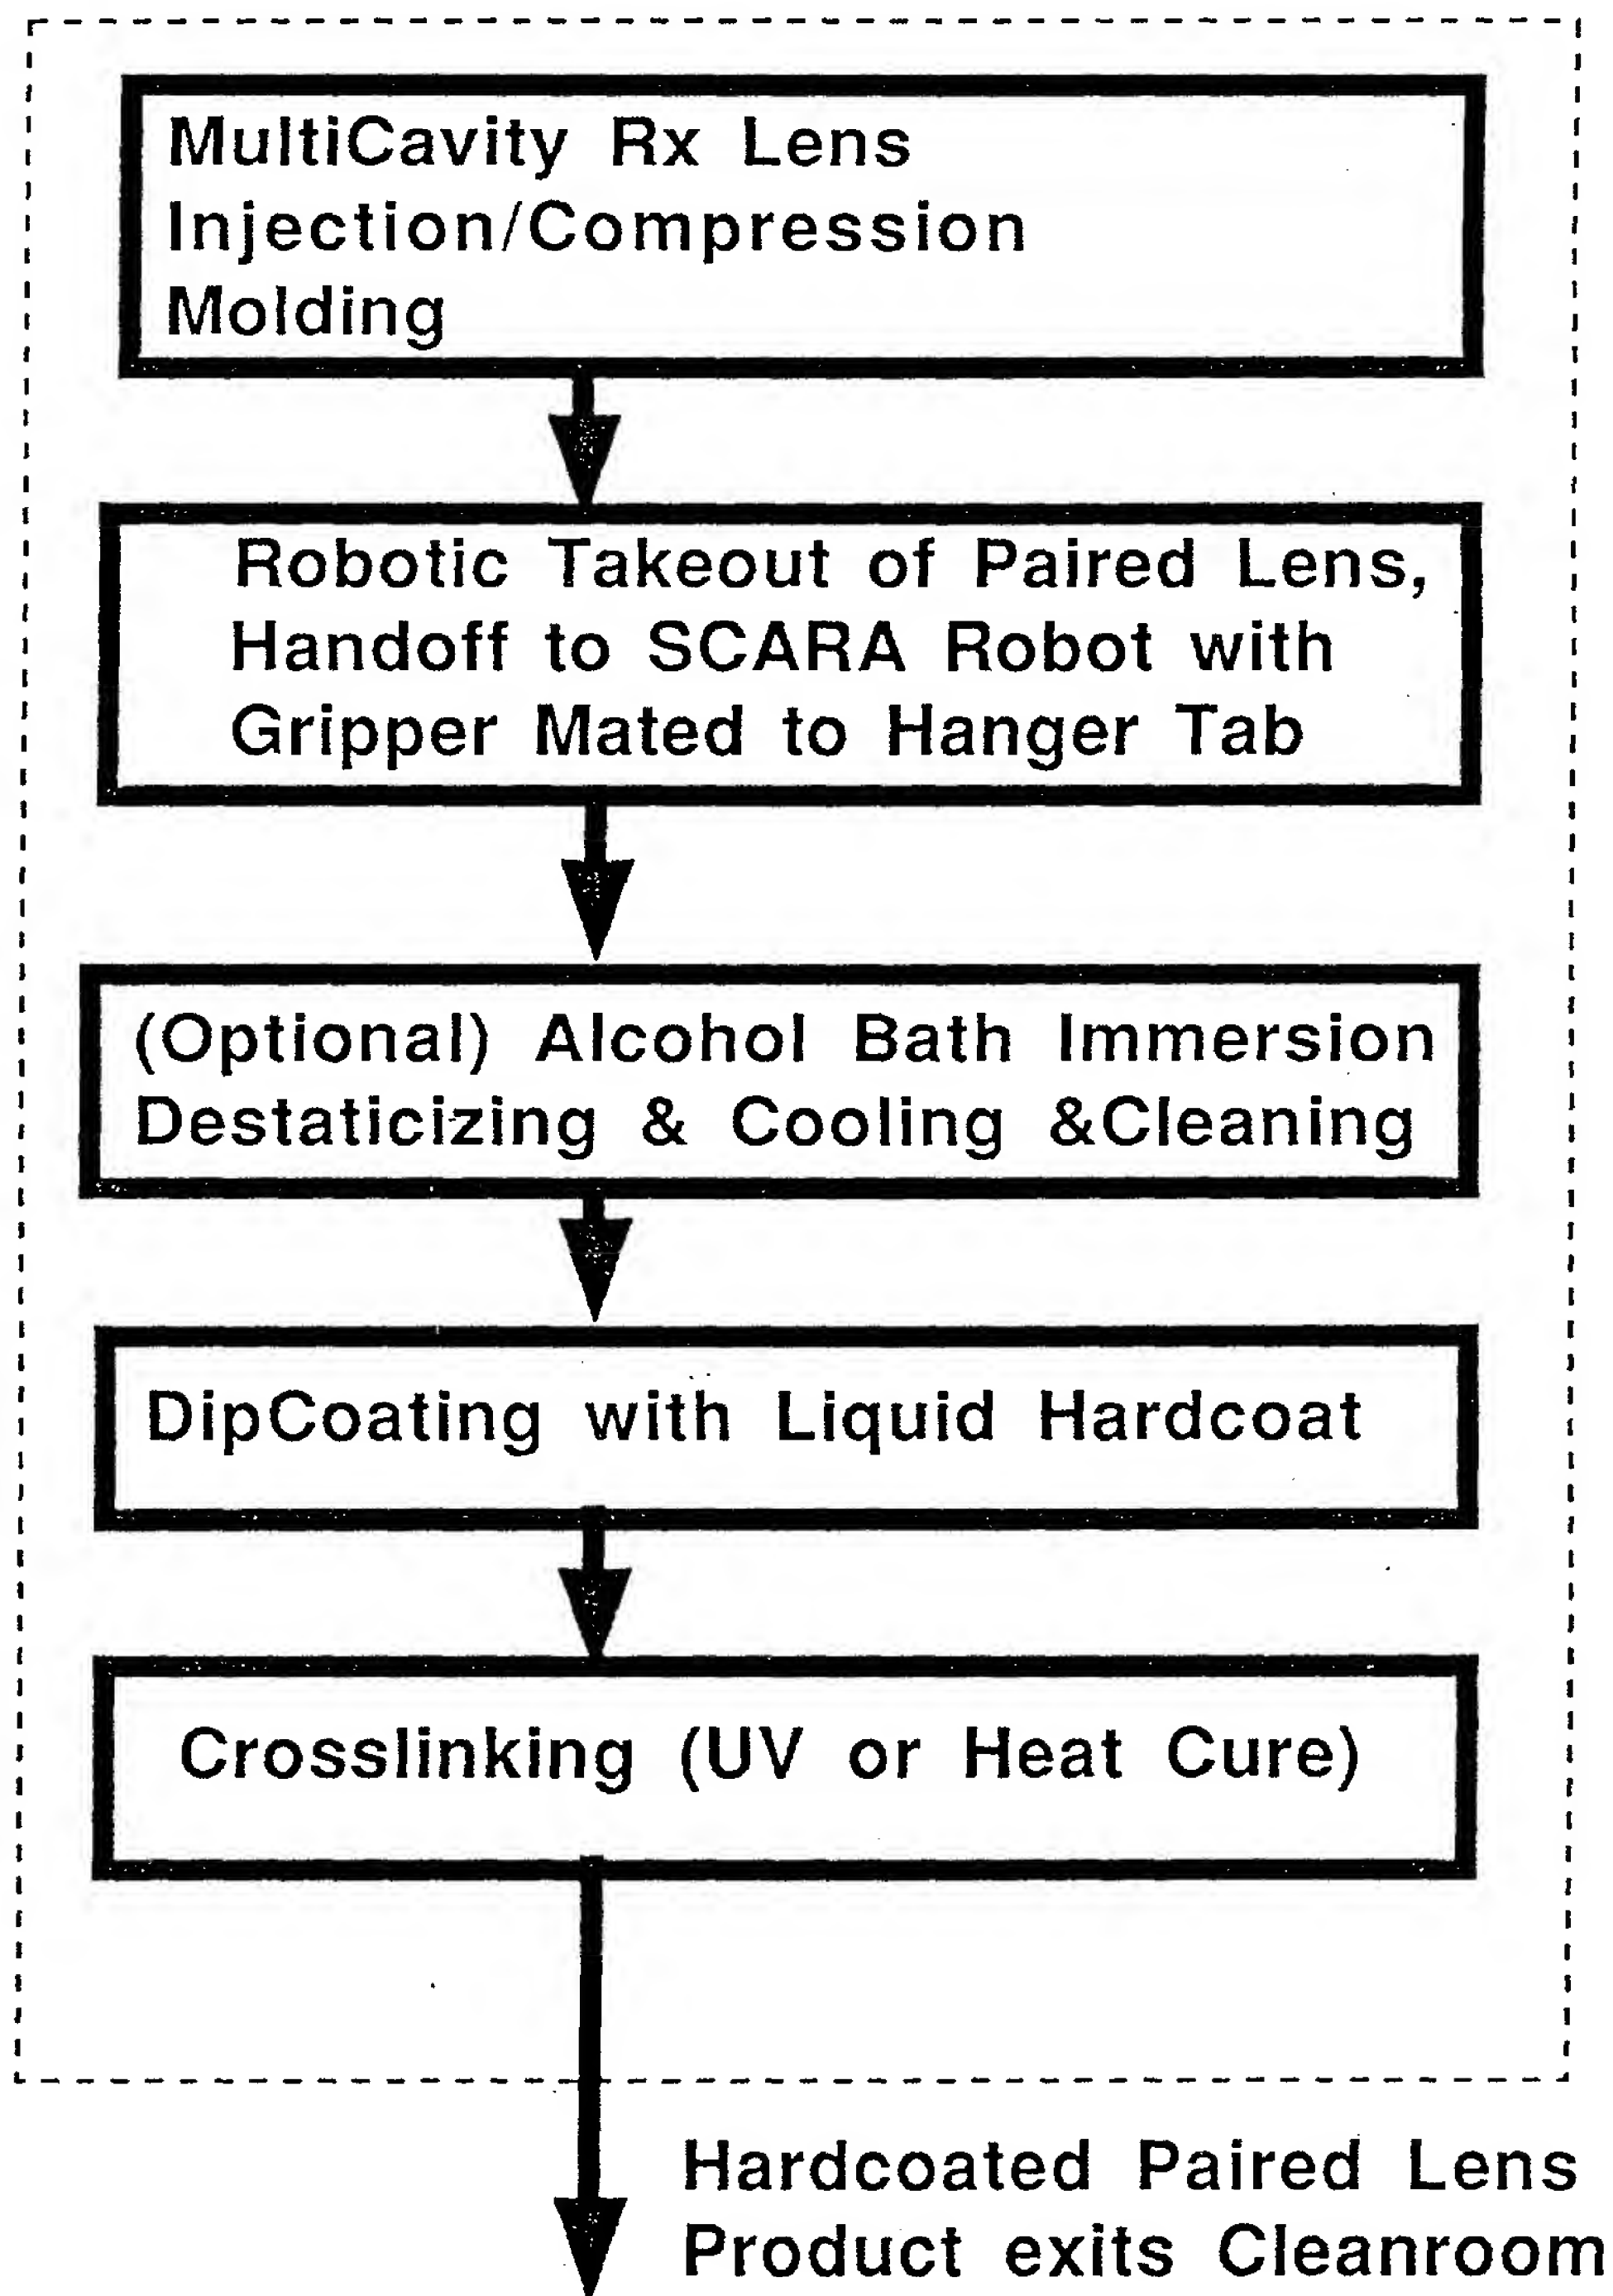 MultiCavity Rx Lens
Injection/Compression
Molding
Robotic Takeout of Paired Lens,
Handoff to SCARA Robot with
Gripper Mated to Hanger Tab
(Optional) Alcohol Bath Immersion
Destaticizing & Cooling &Cleaning
DipCoating with Liquid Hardcoat
Crosslinking (UV or Heat Cure)
Hardcoated Paired Lens
Product exits Cleanroom